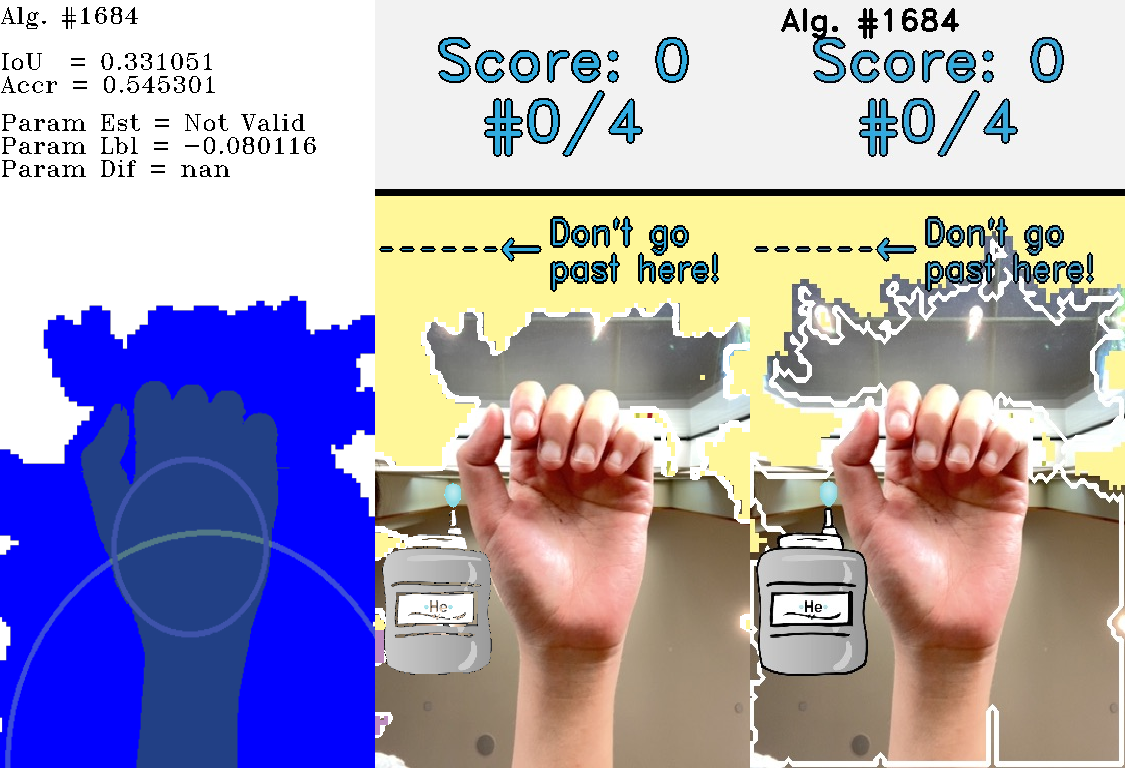 Alg. #1684
IoU = 0.331051
Accr = 0.545301
Param Est = Not Valid
Param Lbl = −0.080116
Param Dif = nan
Score: 0
#0/4
Don't go
past here!
He
Alg. #1684
Score: 0
#0/4
Don't go
past here!
He